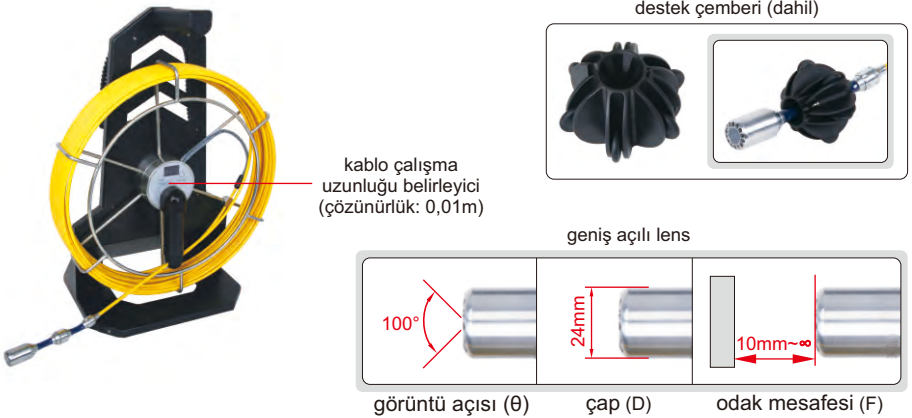 destek çemberi (dahil)
kablo çalışma
uzunluğu belirleyici
(çözünürlük: 0,01m)
geniş açılı lens
100°
24mm
10mm~∞
görüntü açısı (θ)
çap (D)
odak mesafesi (F)